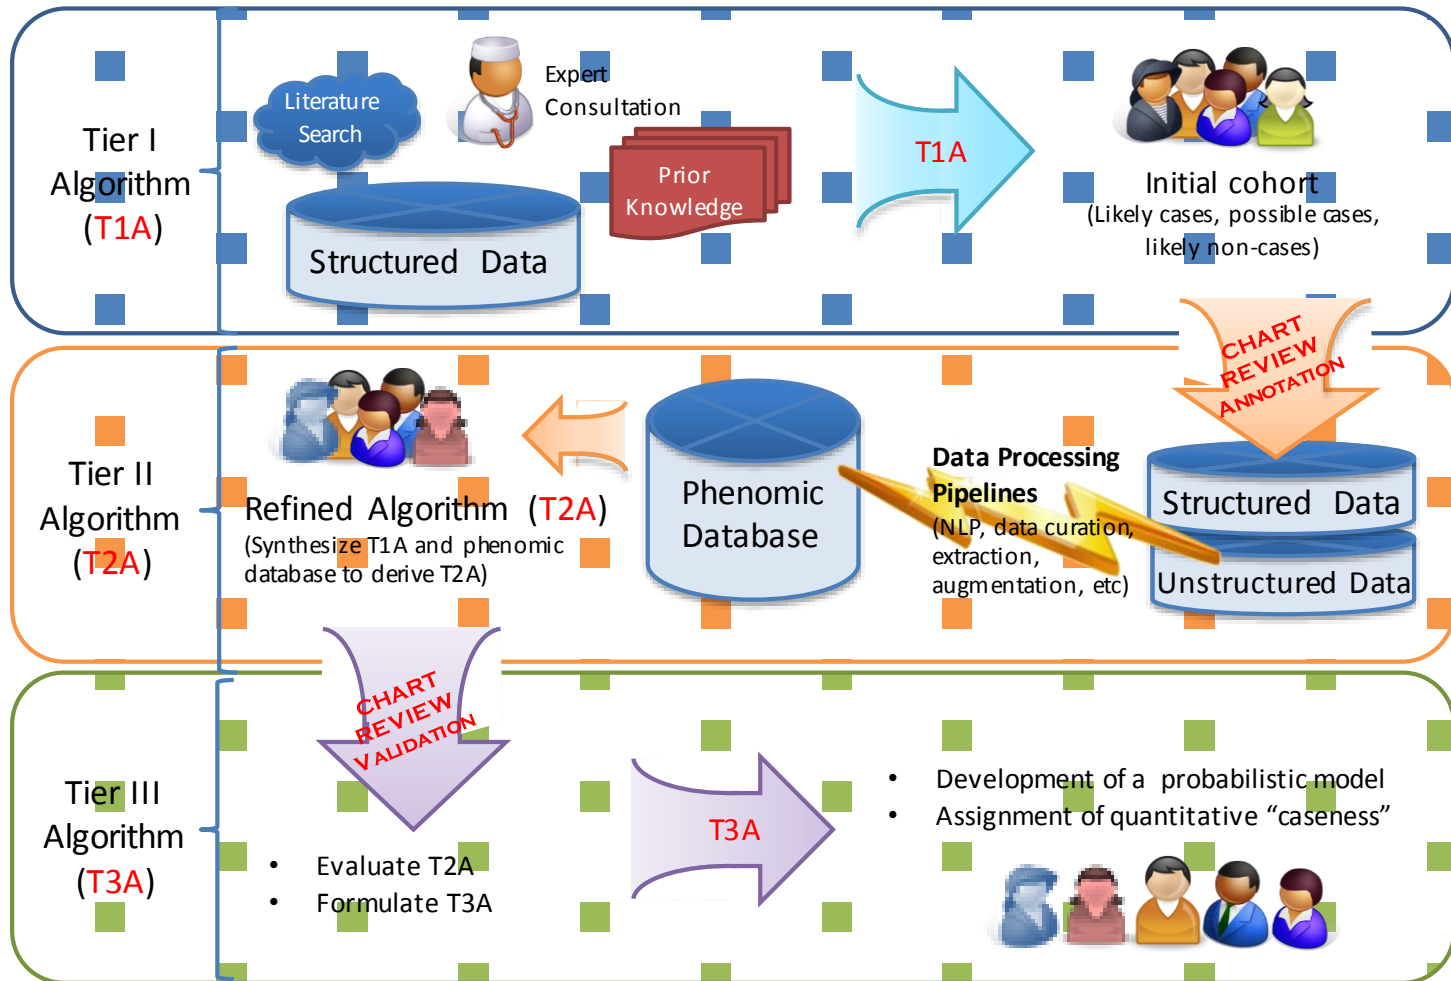 Tier I
Algorithm
(T1A)
Literature
Search
Expert
Consultation
Prior
Knowledge
Structured Data
T1A
Initial cohort
(Likely cases, possible cases,
likely non-cases)
CHART
REVIEW
ANNOTATION
Tier II
Algorithm
(T2A)
Refined Algorithm (T2A)
(Synthesize T1A and phenomic
database to derive T2A)
Phenomic
Database
Data Processing
Pipelines
(NLP, data curation,
extraction,
augmentation, etc)
Structured Data
Unstructured Data
CHART
REVIEW
VALIDATION
Tier III
Algorithm
(T3A)
• Evaluate T2A
• Formulate T3A
T3A
• Development of a probabilistic model
• Assignment of quantitative “caseness”